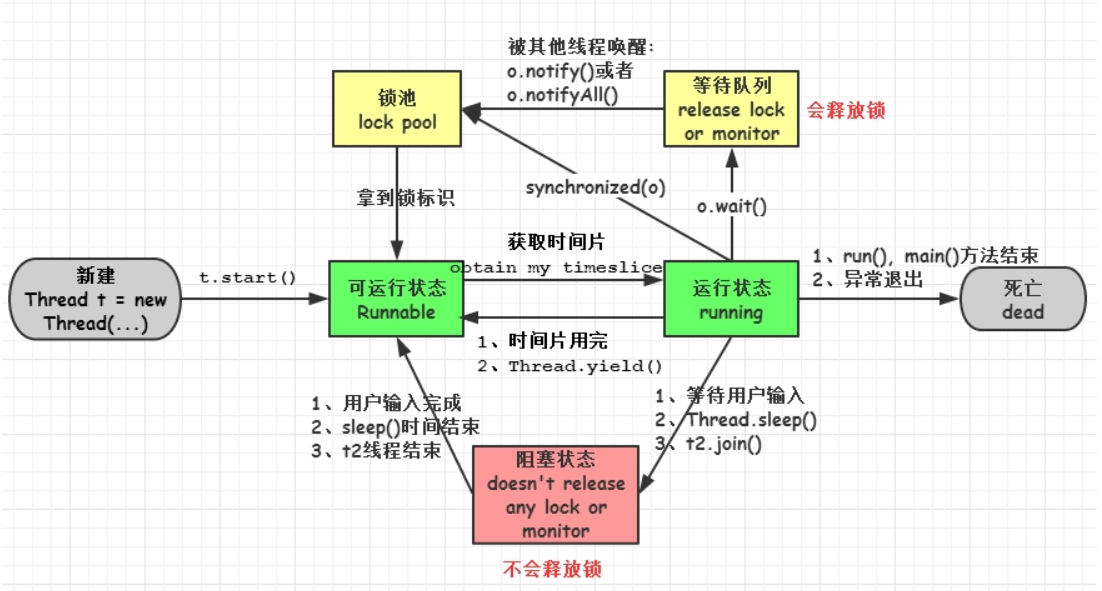 被其他线程唤醒:
o.notify()或者
o.notifyAll()
锁池
lock pool
等待队列
release lock
or monitor
会释放锁
拿到锁标识
synchronized(o)
o.wait()
新建
Thread t = new
Thread(...)
t.start()
可运行状态
Runnable
获取时间片
obtain my timeslice
运行状态
running
1、run(), main()方法结束
2、异常退出
死亡
dead
1、时间片用完
2、Thread.yield()
1、用户输入完成
2、sleep()时间结束
3、t2线程结束
1、等待用户输入
2、Thread.sleep()
3、t2.join()
阻塞状态
doesn't release
any lock or
monitor
不会释放锁